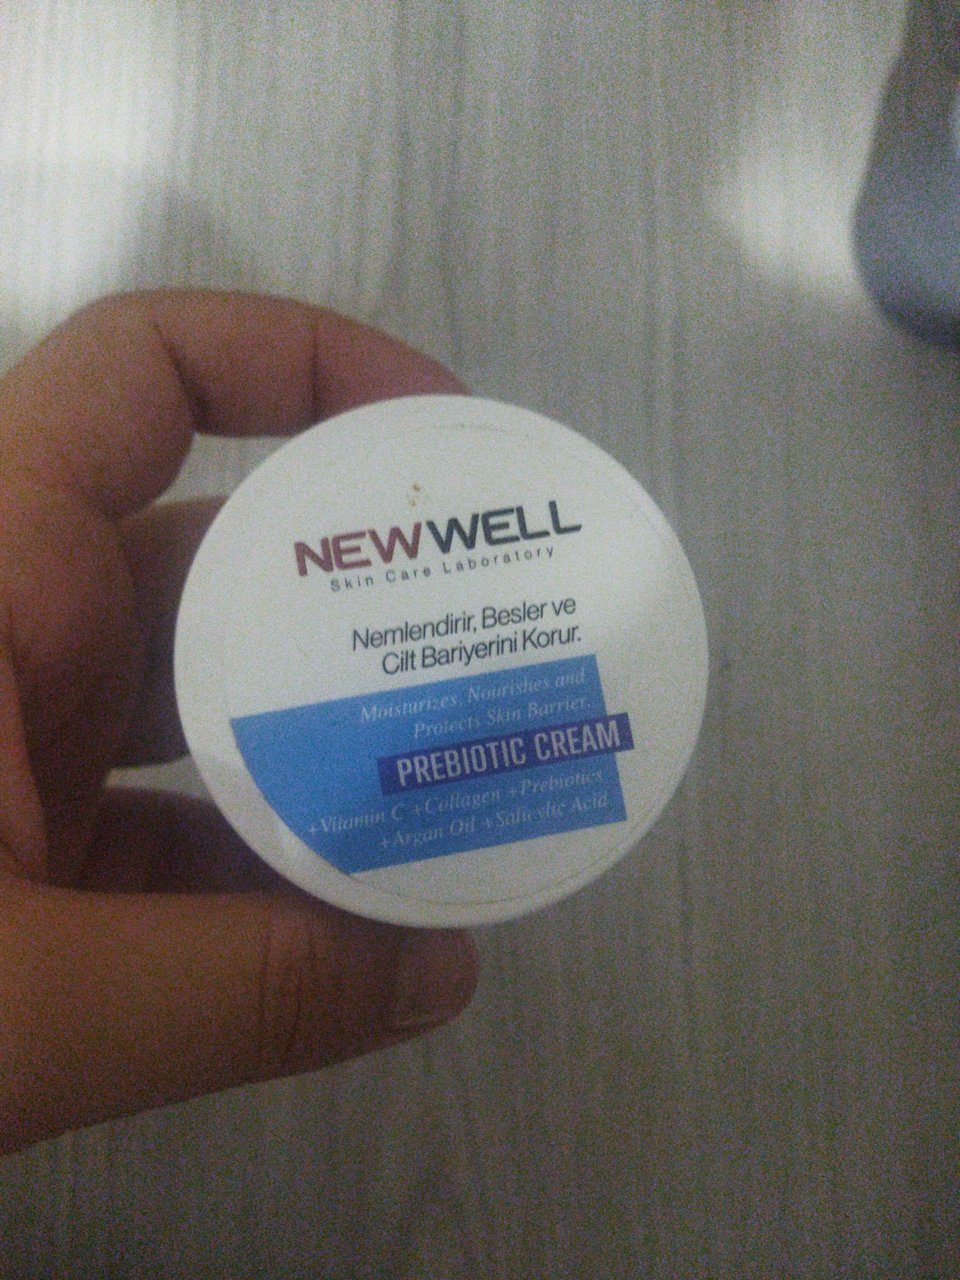 NEWWELL
Skin Care Laboratory
Nemlendirir, Besler ve
Cilt Bariyerini Korur.
Moisturizes, Nourishes and
Protects Skin Barrier.
PREBIOTIC CREAM
+Vitamin C +Collagen +Prebiotics
+Argan Oil +Salicylic Acid